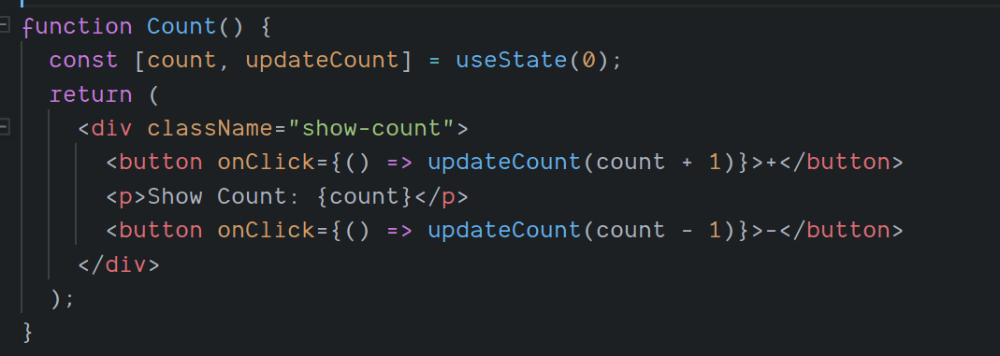 function Count() {
  const [count, updateCount] = useState(0);
  return (
    <div className="show-count">
      <button onClick={() => updateCount(count + 1)}>+</button>
      <p>Show Count: {count}</p>
      <button onClick={() => updateCount(count - 1)}>-</button>
    </div>
  );
}